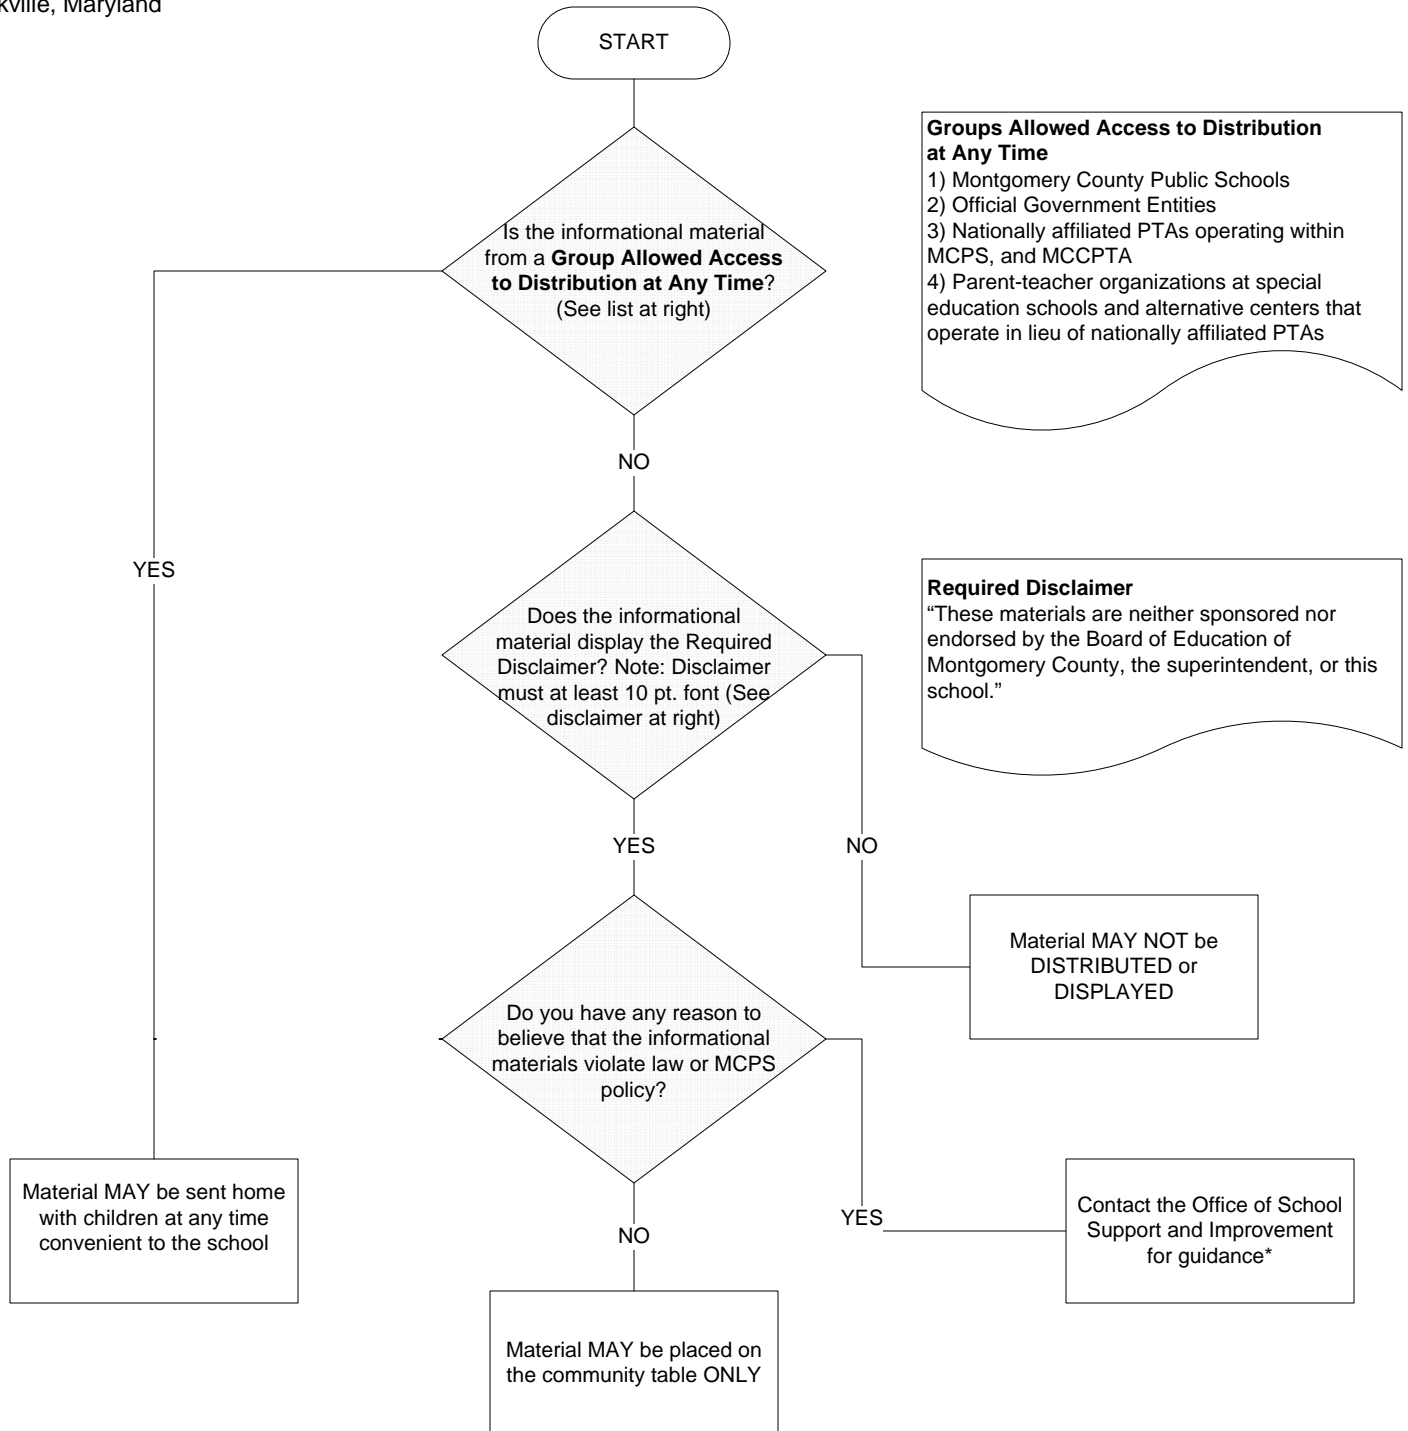 kville, Maryland
START
Groups Allowed Access to Distribution
at Any Time
1) Montgomery County Public Schools
2) Official Government Entities
3) Nationally affiliated PTAs operating within
MCPS, and MCCPTA
4) Parent-teacher organizations at special
education schools and alternative centers that
operate in lieu of nationally affiliated PTAs
Is the informational material
from a Group Allowed Access
to Distribution at Any Time?
(See list at right)
NO
YES
Required Disclaimer
“These materials are neither sponsored nor
endorsed by the Board of Education of
Montgomery County, the superintendent, or this
school.”
Does the informational
material display the Required
Disclaimer? Note: Disclaimer
must at least 10 pt. font (See
disclaimer at right)
YES
NO
Material MAY NOT be
DISTRIBUTED or
DISPLAYED
Do you have any reason to
believe that the informational
materials violate law or MCPS
policy?
Material MAY be sent home
with children at any time
convenient to the school
YES
NO
Contact the Office of School
Support and Improvement
for guidance*
Material MAY be placed on
the community table ONLY